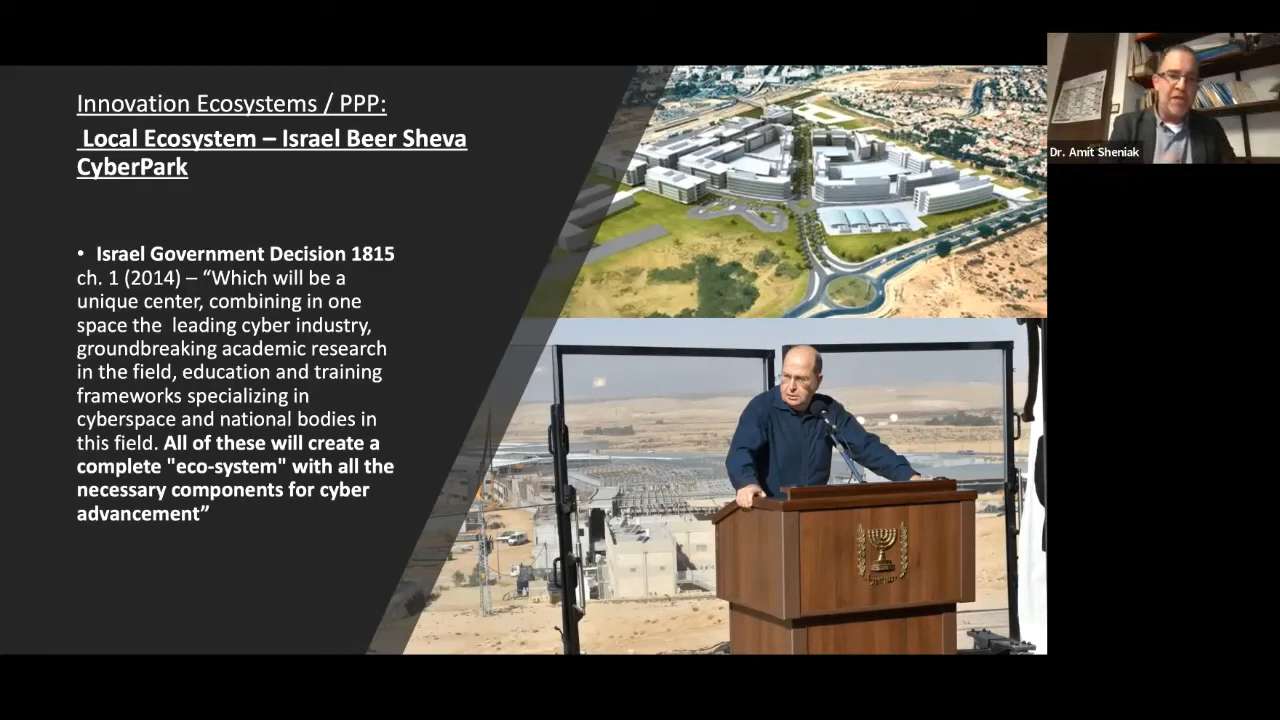 Innovation Ecosystems / PPP:
Local Ecosystem – Israel Beer Sheva
CyberPark
• Israel Government Decision 1815
ch. 1 (2014) – “Which will be a
unique center, combining in one
space the leading cyber industry,
groundbreaking academic research
in the field, education and training
frameworks specializing in
cyberspace and national bodies in
this field. All of these will create a
complete "eco-system" with all the
necessary components for cyber
advancement”
Dr. Amit Sheniak